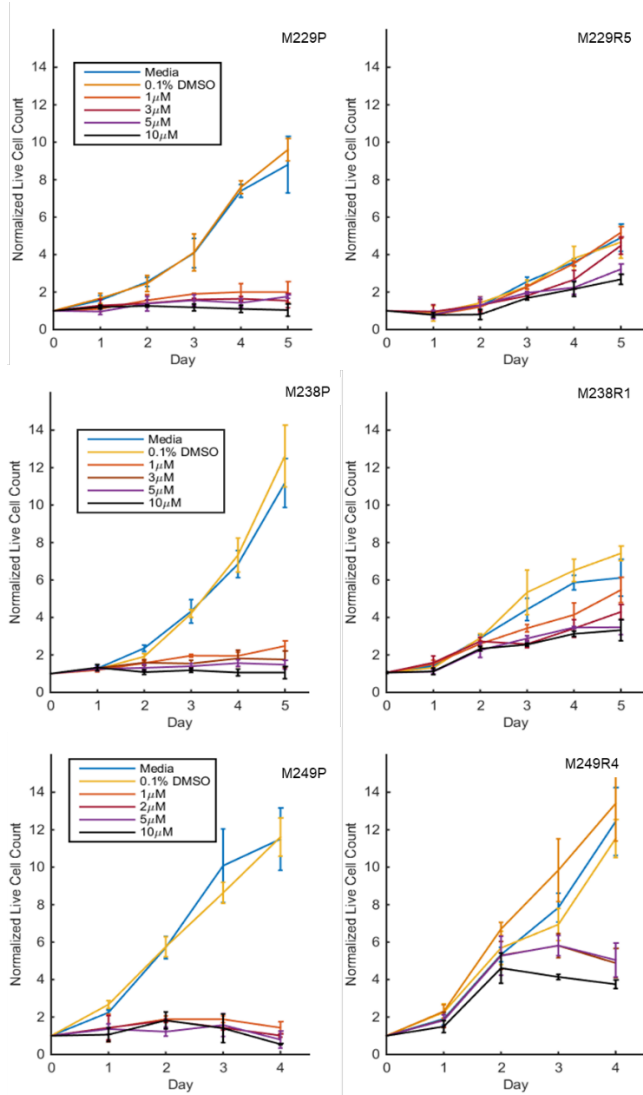 M229P
14
12
10
8
6
4
2
0
Normalized Live Cell Count
Media
0.1% DMSO
1μM
3μM
5μM
10μM
0 1 2 3 4 5
Day
M229R5
14
12
10
8
6
4
2
0
Normalized Live Cell Count
0 1 2 3 4 5
Day
M238P
14
12
10
8
6
4
2
0
Normalized Live Cell Count
Media
0.1% DMSO
1μM
3μM
5μM
10μM
0 1 2 3 4 5
Day
M238R1
14
12
10
8
6
4
2
0
Normalized Live Cell Count
0 1 2 3 4 5
Day
M249P
14
12
10
8
6
4
2
0
Normalized Live Cell Count
Media
0.1% DMSO
1μM
2μM
5μM
10μM
0 1 2 3 4
Day
M249R4
14
12
10
8
6
4
2
0
Normalized Live Cell Count
0 1 2 3 4
Day